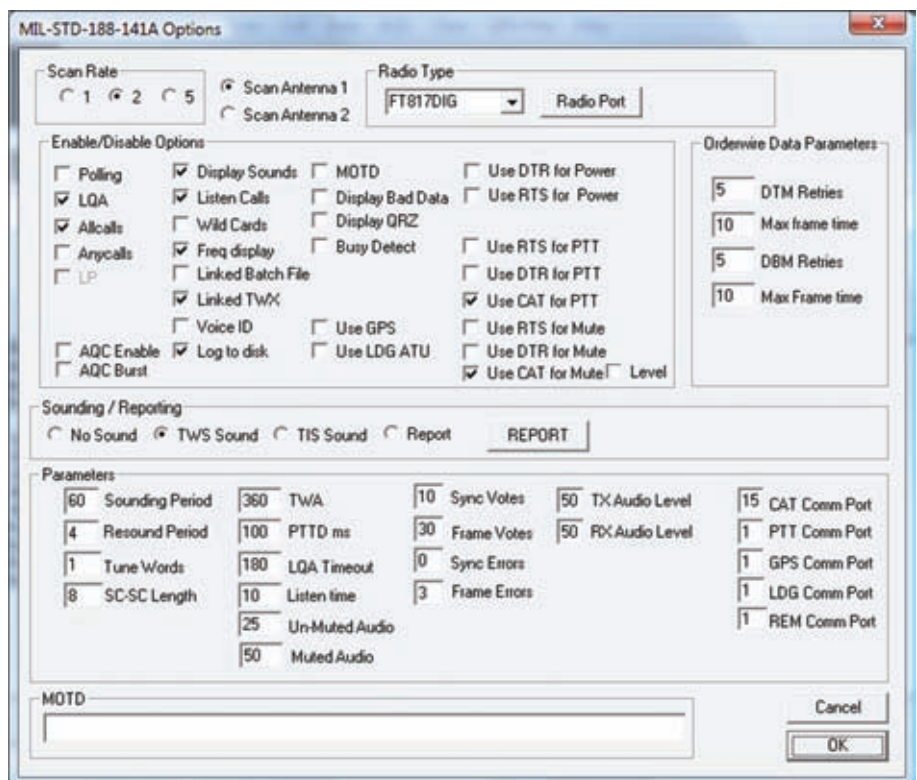 MIL-STD-188-141A Options
Scan Rate
1 2 5
Scan Antenna 1
Scan Antenna 2
Radio Type
FT817DIG
Radio Port
Enable/Disable Options
Polling
LQA
Allcalls
Anycalls
LP
AQC Enable
AQC Burst
Display Sounds
Listen Calls
Wild Cards
Freq display
Linked Batch File
Linked TWX
Voice ID
Log to disk
MOTD
Display Bad Data
Display QRZ
Busy Detect
Use GPS
Use LDG ATU
Use DTR for Power
Use RTS for Power
Use RTS for PTT
Use DTR for PTT
Use CAT for PTT
Use RTS for Mute
Use DTR for Mute
Use CAT for Mute Level
Orderwire Data Parameters
5 DTM Retries
10 Max frame time
5 DBM Retries
10 Max Frame time
Sounding / Reporting
No Sound TWS Sound TIS Sound Report REPORT
Parameters
60 Sounding Period
4 Resound Period
1 Tune Words
8 SC-SC Length
360 TWA
100 PTTD ms
180 LQA Timeout
10 Listen time
25 Un-Muted Audio
50 Muted Audio
10 Sync Votes
30 Frame Votes
0 Sync Errors
3 Frame Errors
50 TX Audio Level
50 RX Audio Level
15 CAT Comm Port
1 PTT Comm Port
1 GPS Comm Port
1 LDG Comm Port
1 REM Comm Port
MOTD
Cancel
OK